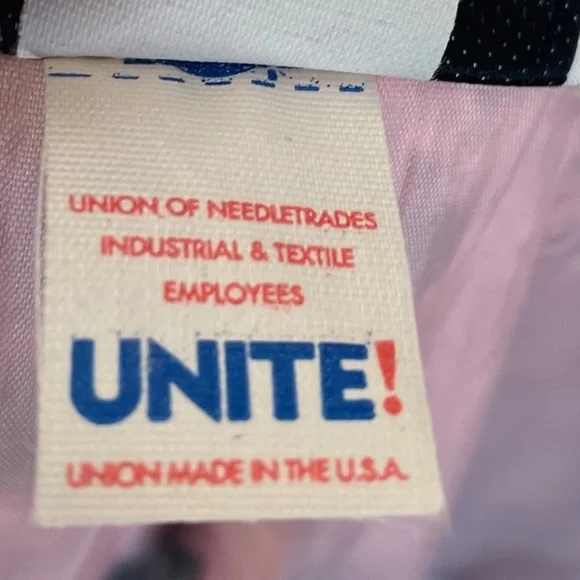 UNION OF NEEDLETRADES
INDUSTRIAL & TEXTILE
EMPLOYEES
UNITE!
UNION MADE IN THE U.S.A.